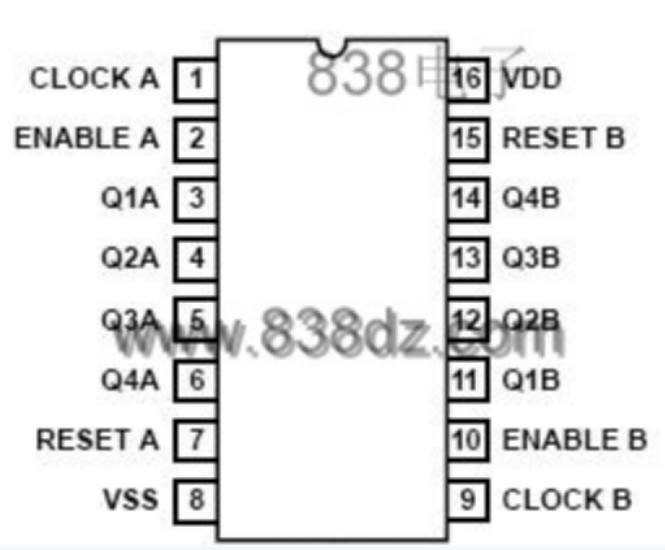 838电子
CLOCK A 1 16 VDD
ENABLE A 2 15 RESET B
Q1A 3 14 Q4B
Q2A 4 13 Q3B
Q3A 5 12 Q2B
www.838dz.com
Q4A 6 11 Q1B
RESET A 7 10 ENABLE B
VSS 8 9 CLOCK B